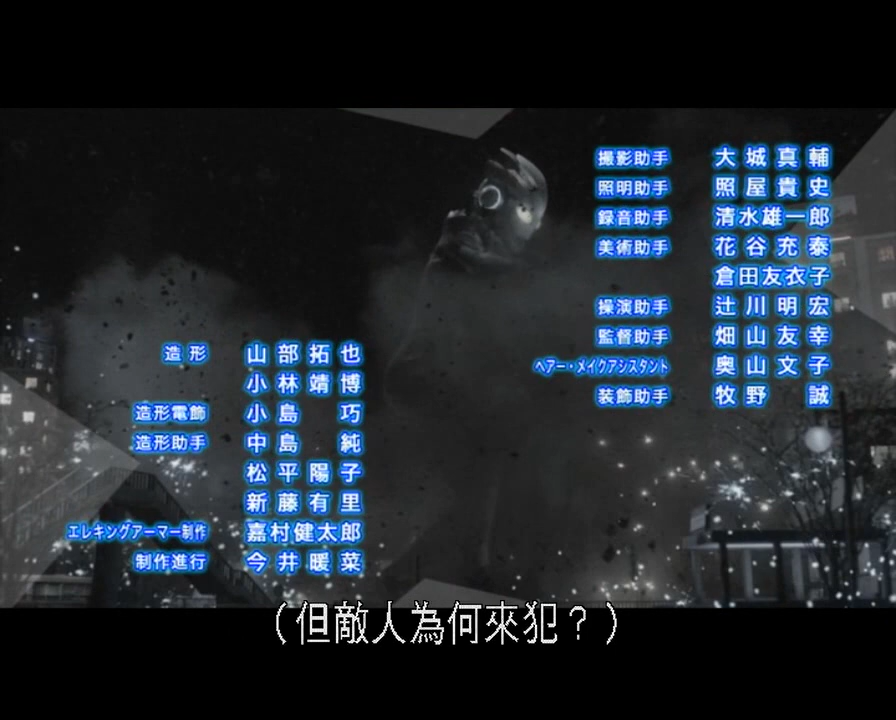 撮影助手 大城真輔
照明助手 照屋貴史
録音助手 清水雄一郎
美術助手 花谷充泰
倉田友衣子
操演助手 辻川明宏
監督助手 畑山友幸
ヘアー・メイクアシスタント 奥山文子
装飾助手 牧野 誠
造形 山部拓也
小林靖博
造形電飾 小島 巧
造形助手 中島 純
松平陽子
新藤有里
エレキングアーマー制作 嘉村健太郎
制作進行 今井暖菜
（但敵人為何來犯？）